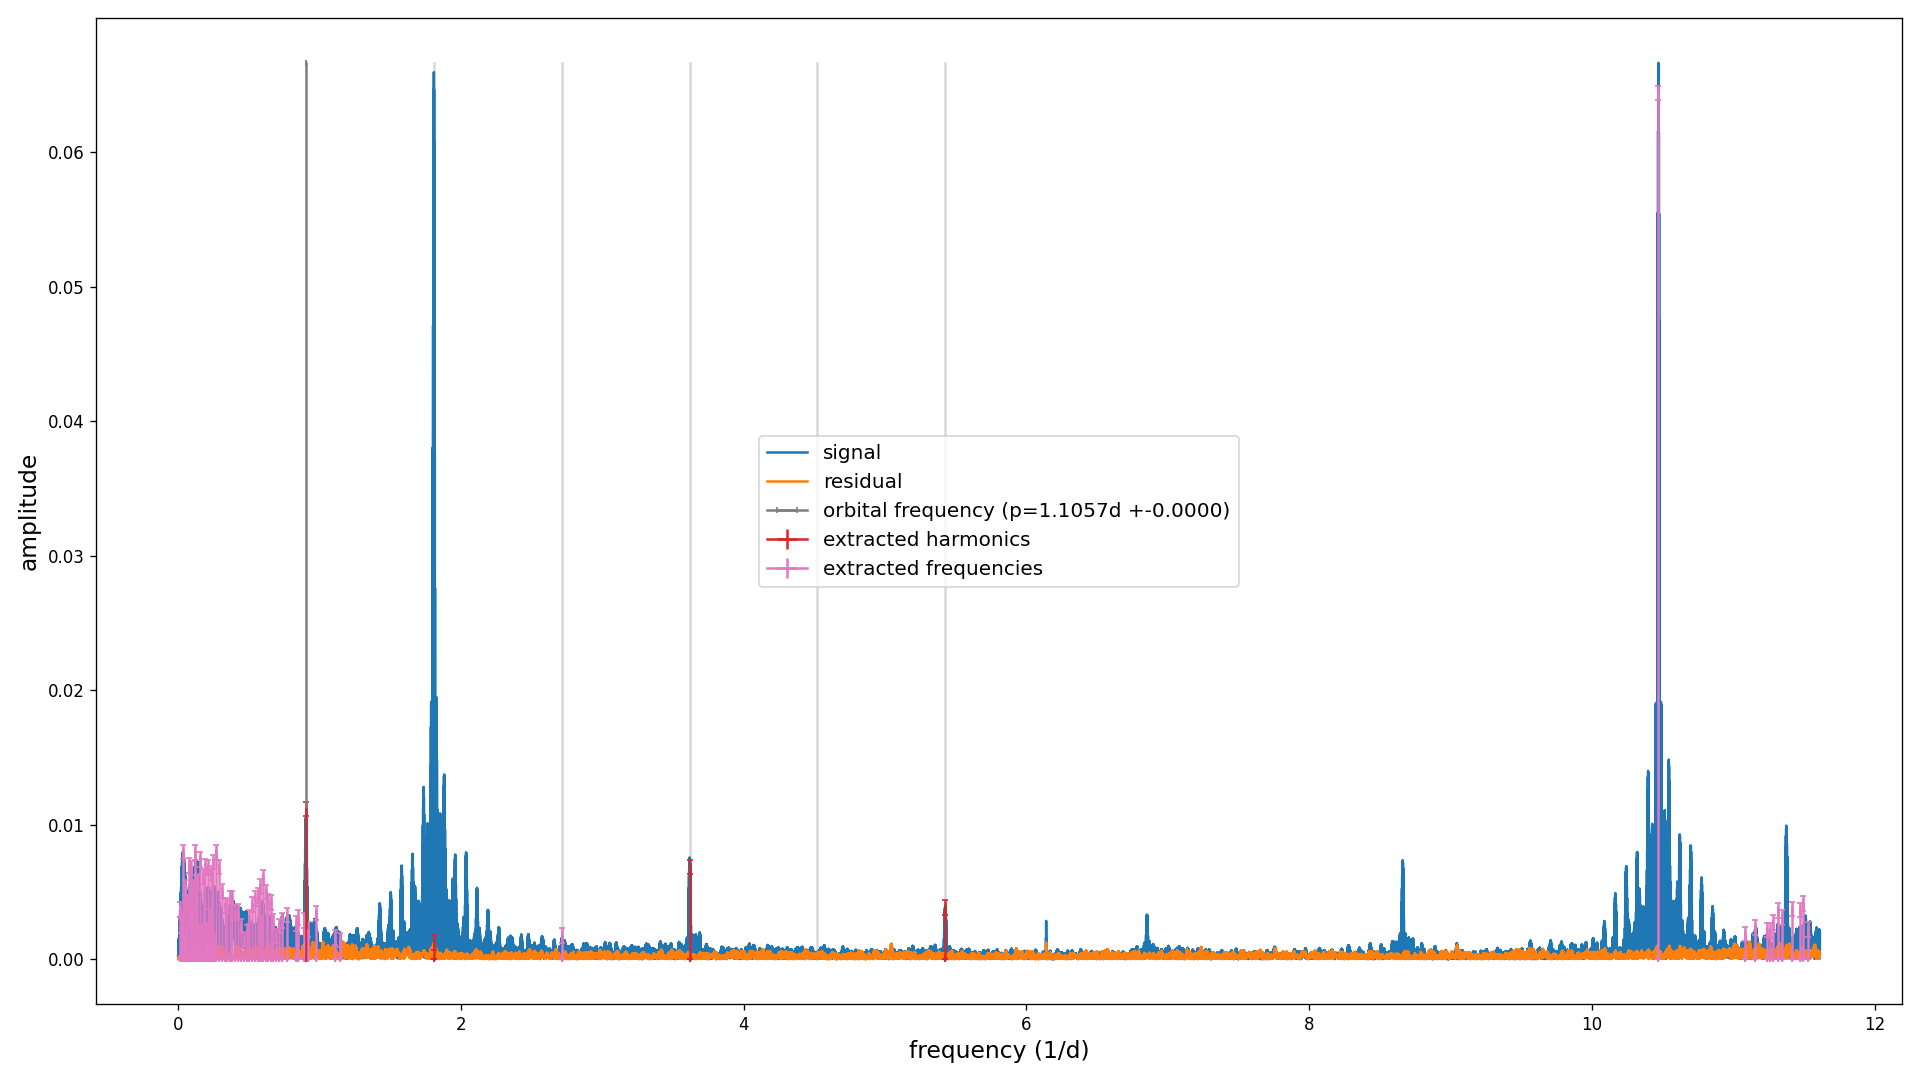 0.06
0.05
0.04
0.03
0.02
0.01
0.00
amplitude
signal
residual
orbital frequency (p=1.1057d +-0.0000)
extracted harmonics
extracted frequencies
0 2 4 6 8 10 12
frequency (1/d)